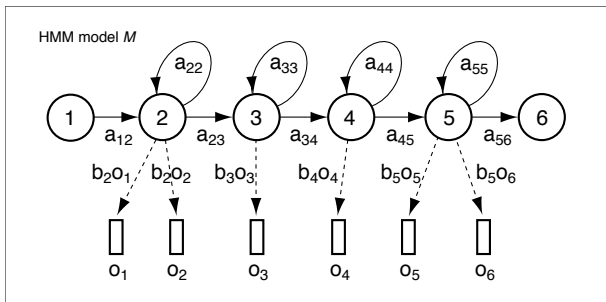 HMM model M
a22 a33 a44 a55
1 2 3 4 5 6
a12 a23 a34 a45 a56
b2o1 b2o2 b3o3 b4o4 b5o5 b5o6
o1 o2 o3 o4 o5 o6